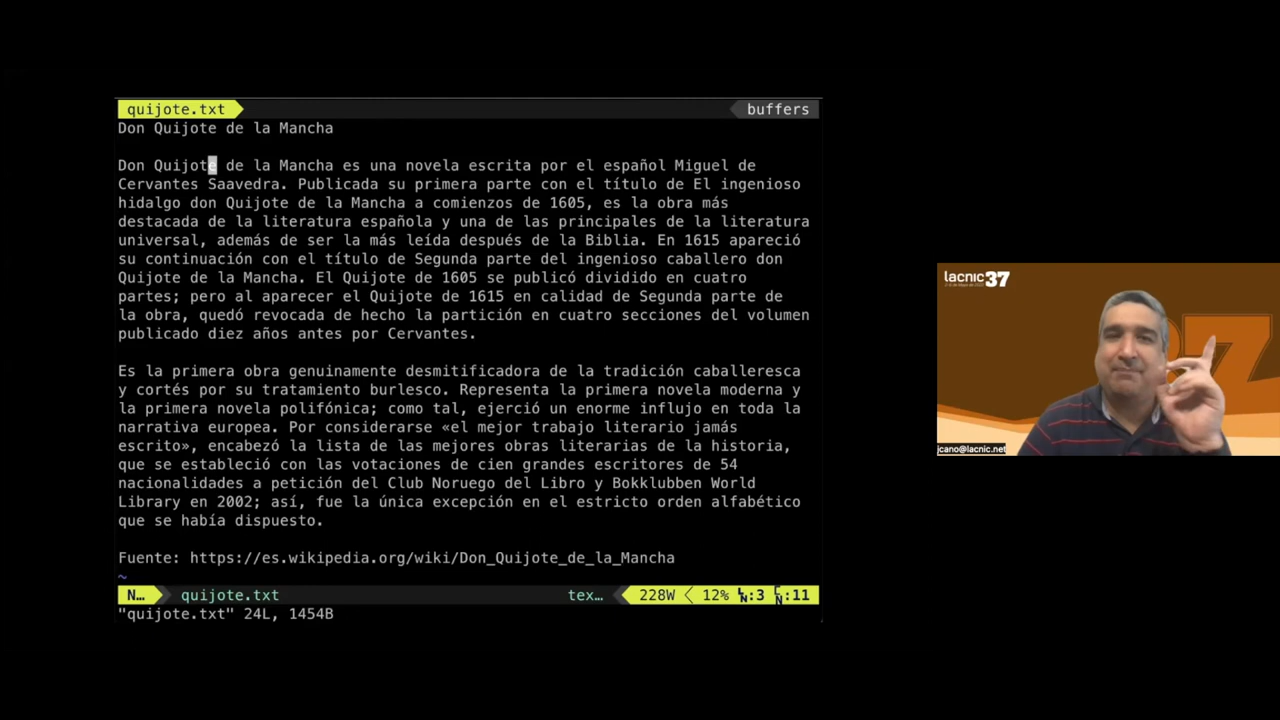 quijote.txt
buffers
Don Quijote de la Mancha
Don Quijote de la Mancha es una novela escrita por el español Miguel de
Cervantes Saavedra. Publicada su primera parte con el título de El ingenioso
hidalgo don Quijote de la Mancha a comienzos de 1605, es la obra más
destacada de la literatura española y una de las principales de la literatura
universal, además de ser la más leída después de la Biblia. En 1615 apareció
su continuación con el título de Segunda parte del ingenioso caballero don
Quijote de la Mancha. El Quijote de 1605 se publicó dividido en cuatro
partes; pero al aparecer el Quijote de 1615 en calidad de Segunda parte de
la obra, quedó revocada de hecho la partición en cuatro secciones del volumen
publicado diez años antes por Cervantes.
Es la primera obra genuinamente desmitificadora de la tradición caballeresca
y cortés por su tratamiento burlesco. Representa la primera novela moderna y
la primera novela polifónica; como tal, ejerció un enorme influjo en toda la
narrativa europea. Por considerarse «el mejor trabajo literario jamás
escrito», encabezó la lista de las mejores obras literarias de la historia,
que se estableció con las votaciones de cien grandes escritores de 54
nacionalidades a petición del Club Noruego del Libro y Bokklubben World
Library en 2002; así, fue la única excepción en el estricto orden alfabético
que se había dispuesto.
Fuente: https://es.wikipedia.org/wiki/Don_Quijote_de_la_Mancha
~
N… quijote.txt tex… 228W 12% :3 :11
"quijote.txt" 24L, 1454B
lacnic 37
jcano@lacnic.net